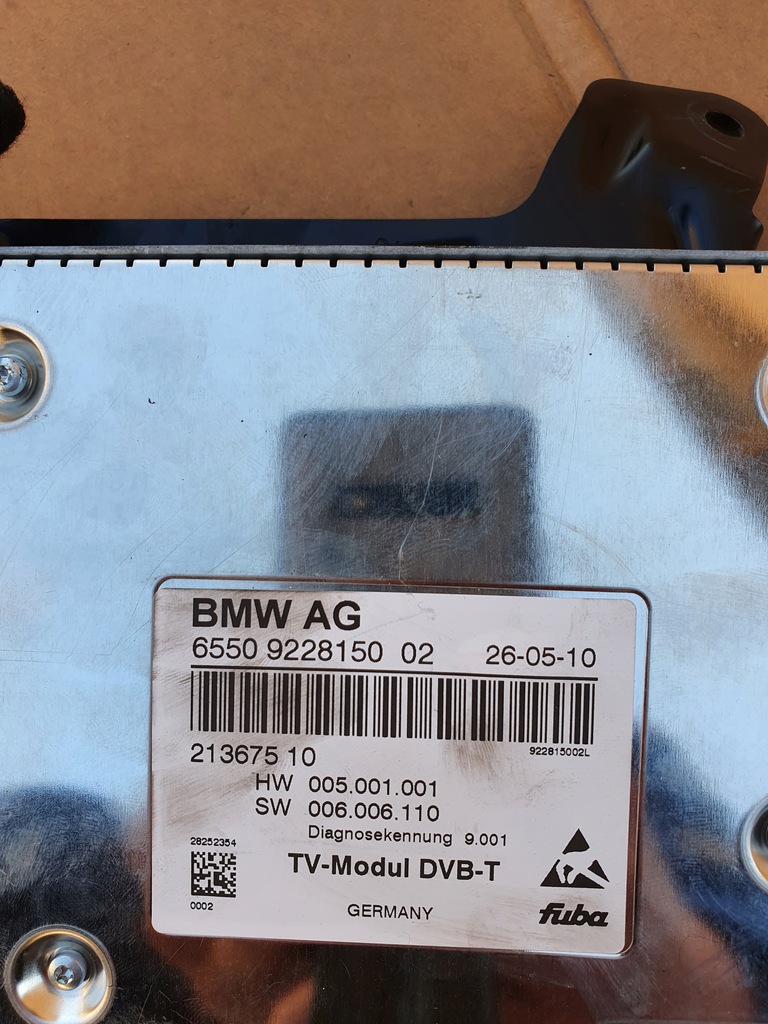 BMW AG
6550 9228150 02 26-05-10
922815002L
213675 10
HW 005.001.001
SW 006.006.110
Diagnosekennung 9.001
28252354
TV-Modul DVB-T
0002
GERMANY
fuba